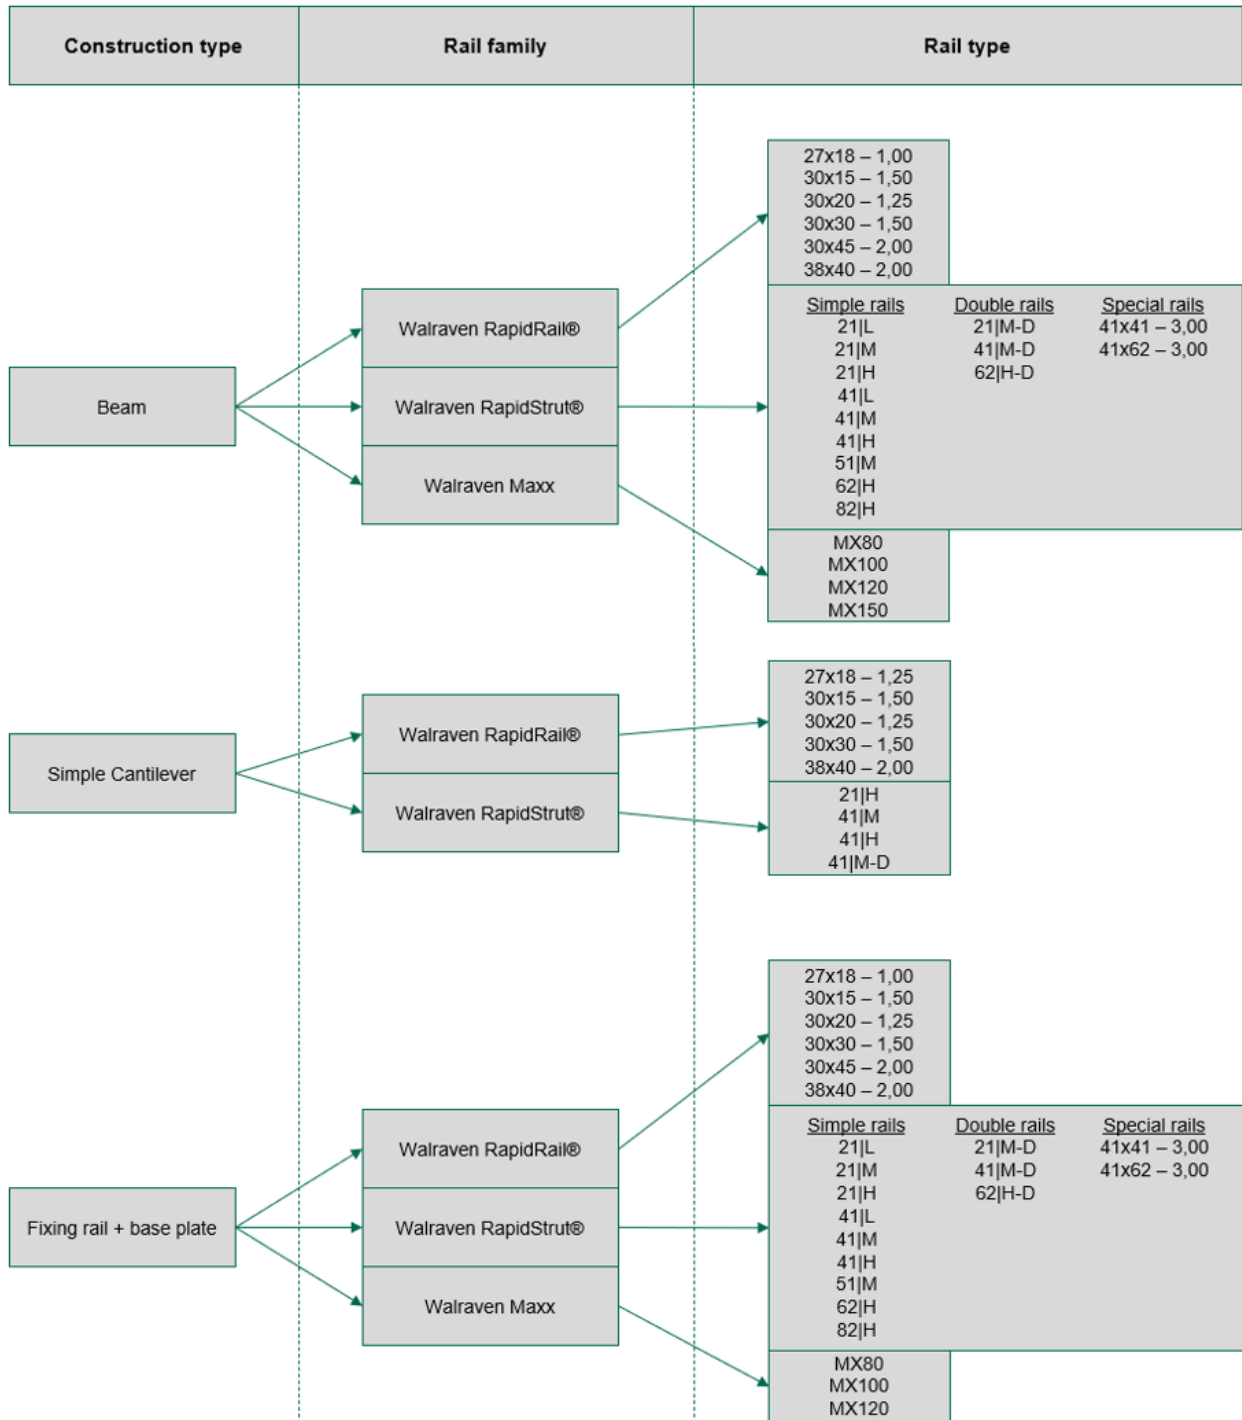 Construction type Rail family Rail type
Beam
Walraven RapidRail®
Walraven RapidStrut®
Walraven Maxx
27x18 – 1,00
30x15 – 1,50
30x20 – 1,25
30x30 – 1,50
30x45 – 2,00
38x40 – 2,00
Simple rails Double rails Special rails
21|L 21|M-D 41x41 – 3,00
21|M 41|M-D 41x62 – 3,00
21|H 62|H-D
41|L
41|M
41|H
51|M
62|H
82|H
MX80
MX100
MX120
MX150
Simple Cantilever
Walraven RapidRail®
Walraven RapidStrut®
27x18 – 1,25
30x15 – 1,50
30x20 – 1,25
30x30 – 1,50
38x40 – 2,00
21|H
41|M
41|H
41|M-D
Fixing rail + base plate
Walraven RapidRail®
Walraven RapidStrut®
Walraven Maxx
27x18 – 1,00
30x15 – 1,50
30x20 – 1,25
30x30 – 1,50
30x45 – 2,00
38x40 – 2,00
Simple rails Double rails Special rails
21|L 21|M-D 41x41 – 3,00
21|M 41|M-D 41x62 – 3,00
21|H 62|H-D
41|L
41|M
41|H
51|M
62|H
82|H
MX80
MX100
MX120